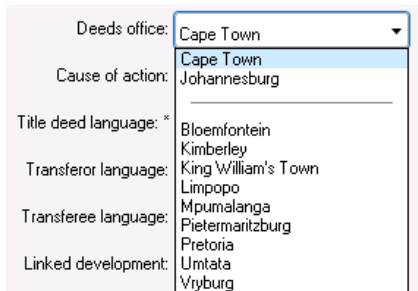 Deeds office: Cape Town
Cape Town
Cause of action: Johannesburg
Title deed language: *
Bloemfontein
Kimberley
Transferor language: King William's Town
Limpopo
Mpumalanga
Transferee language: Pietermaritzburg
Pretoria
Linked development: Umtata
Vryburg